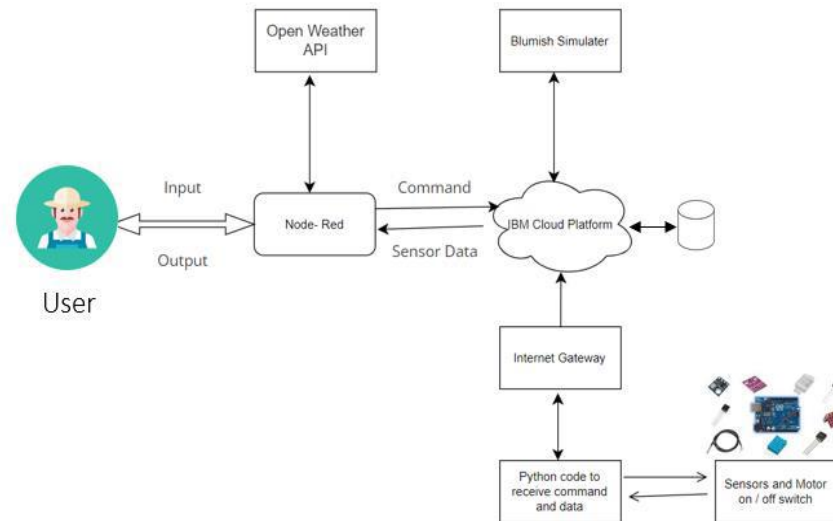 Open Weather
API
Blumish Simulater
Input
Command
Node- Red
IBM Cloud Platform
Output
Sensor Data
User
Internet Gateway
Python code to
receive command
and data
Sensors and Motor
on / off switch